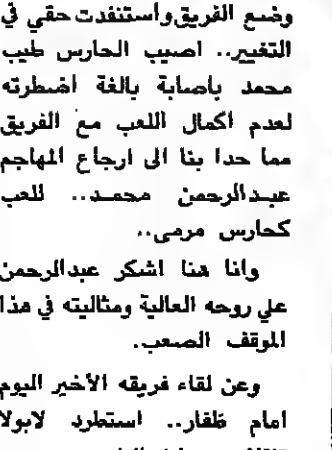 وضع الفريق واستنفدت حقي في
التغيير.. اصيب الحارس طيب
محمد باصابة بالغة اضطرته
لعدم اكمال اللعب مع الفريق
مما حدا بنا الى ارجاع المهاجم
عبدالرحمن محمد.. للعب
كحارس مرمى..
وانا هنا اشكر عبدالرحمن
علي روحه العالية ومثاليته في هذا
الموقف الصعب.
وعن لقاء فريقه الأخير اليوم
امام ظفار.. استطرد لابولا